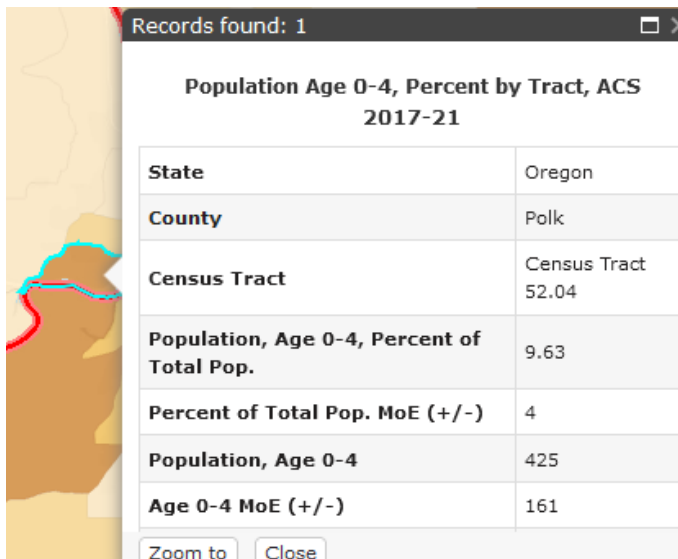 Records found: 1
Population Age 0-4, Percent by Tract, ACS
2017-21
State Oregon
County Polk
Census Tract Census Tract
52.04
Population, Age 0-4, Percent of
Total Pop. 9.63
Percent of Total Pop. MoE (+/-) 4
Population, Age 0-4 425
Age 0-4 MoE (+/-) 161
Zoom to Close